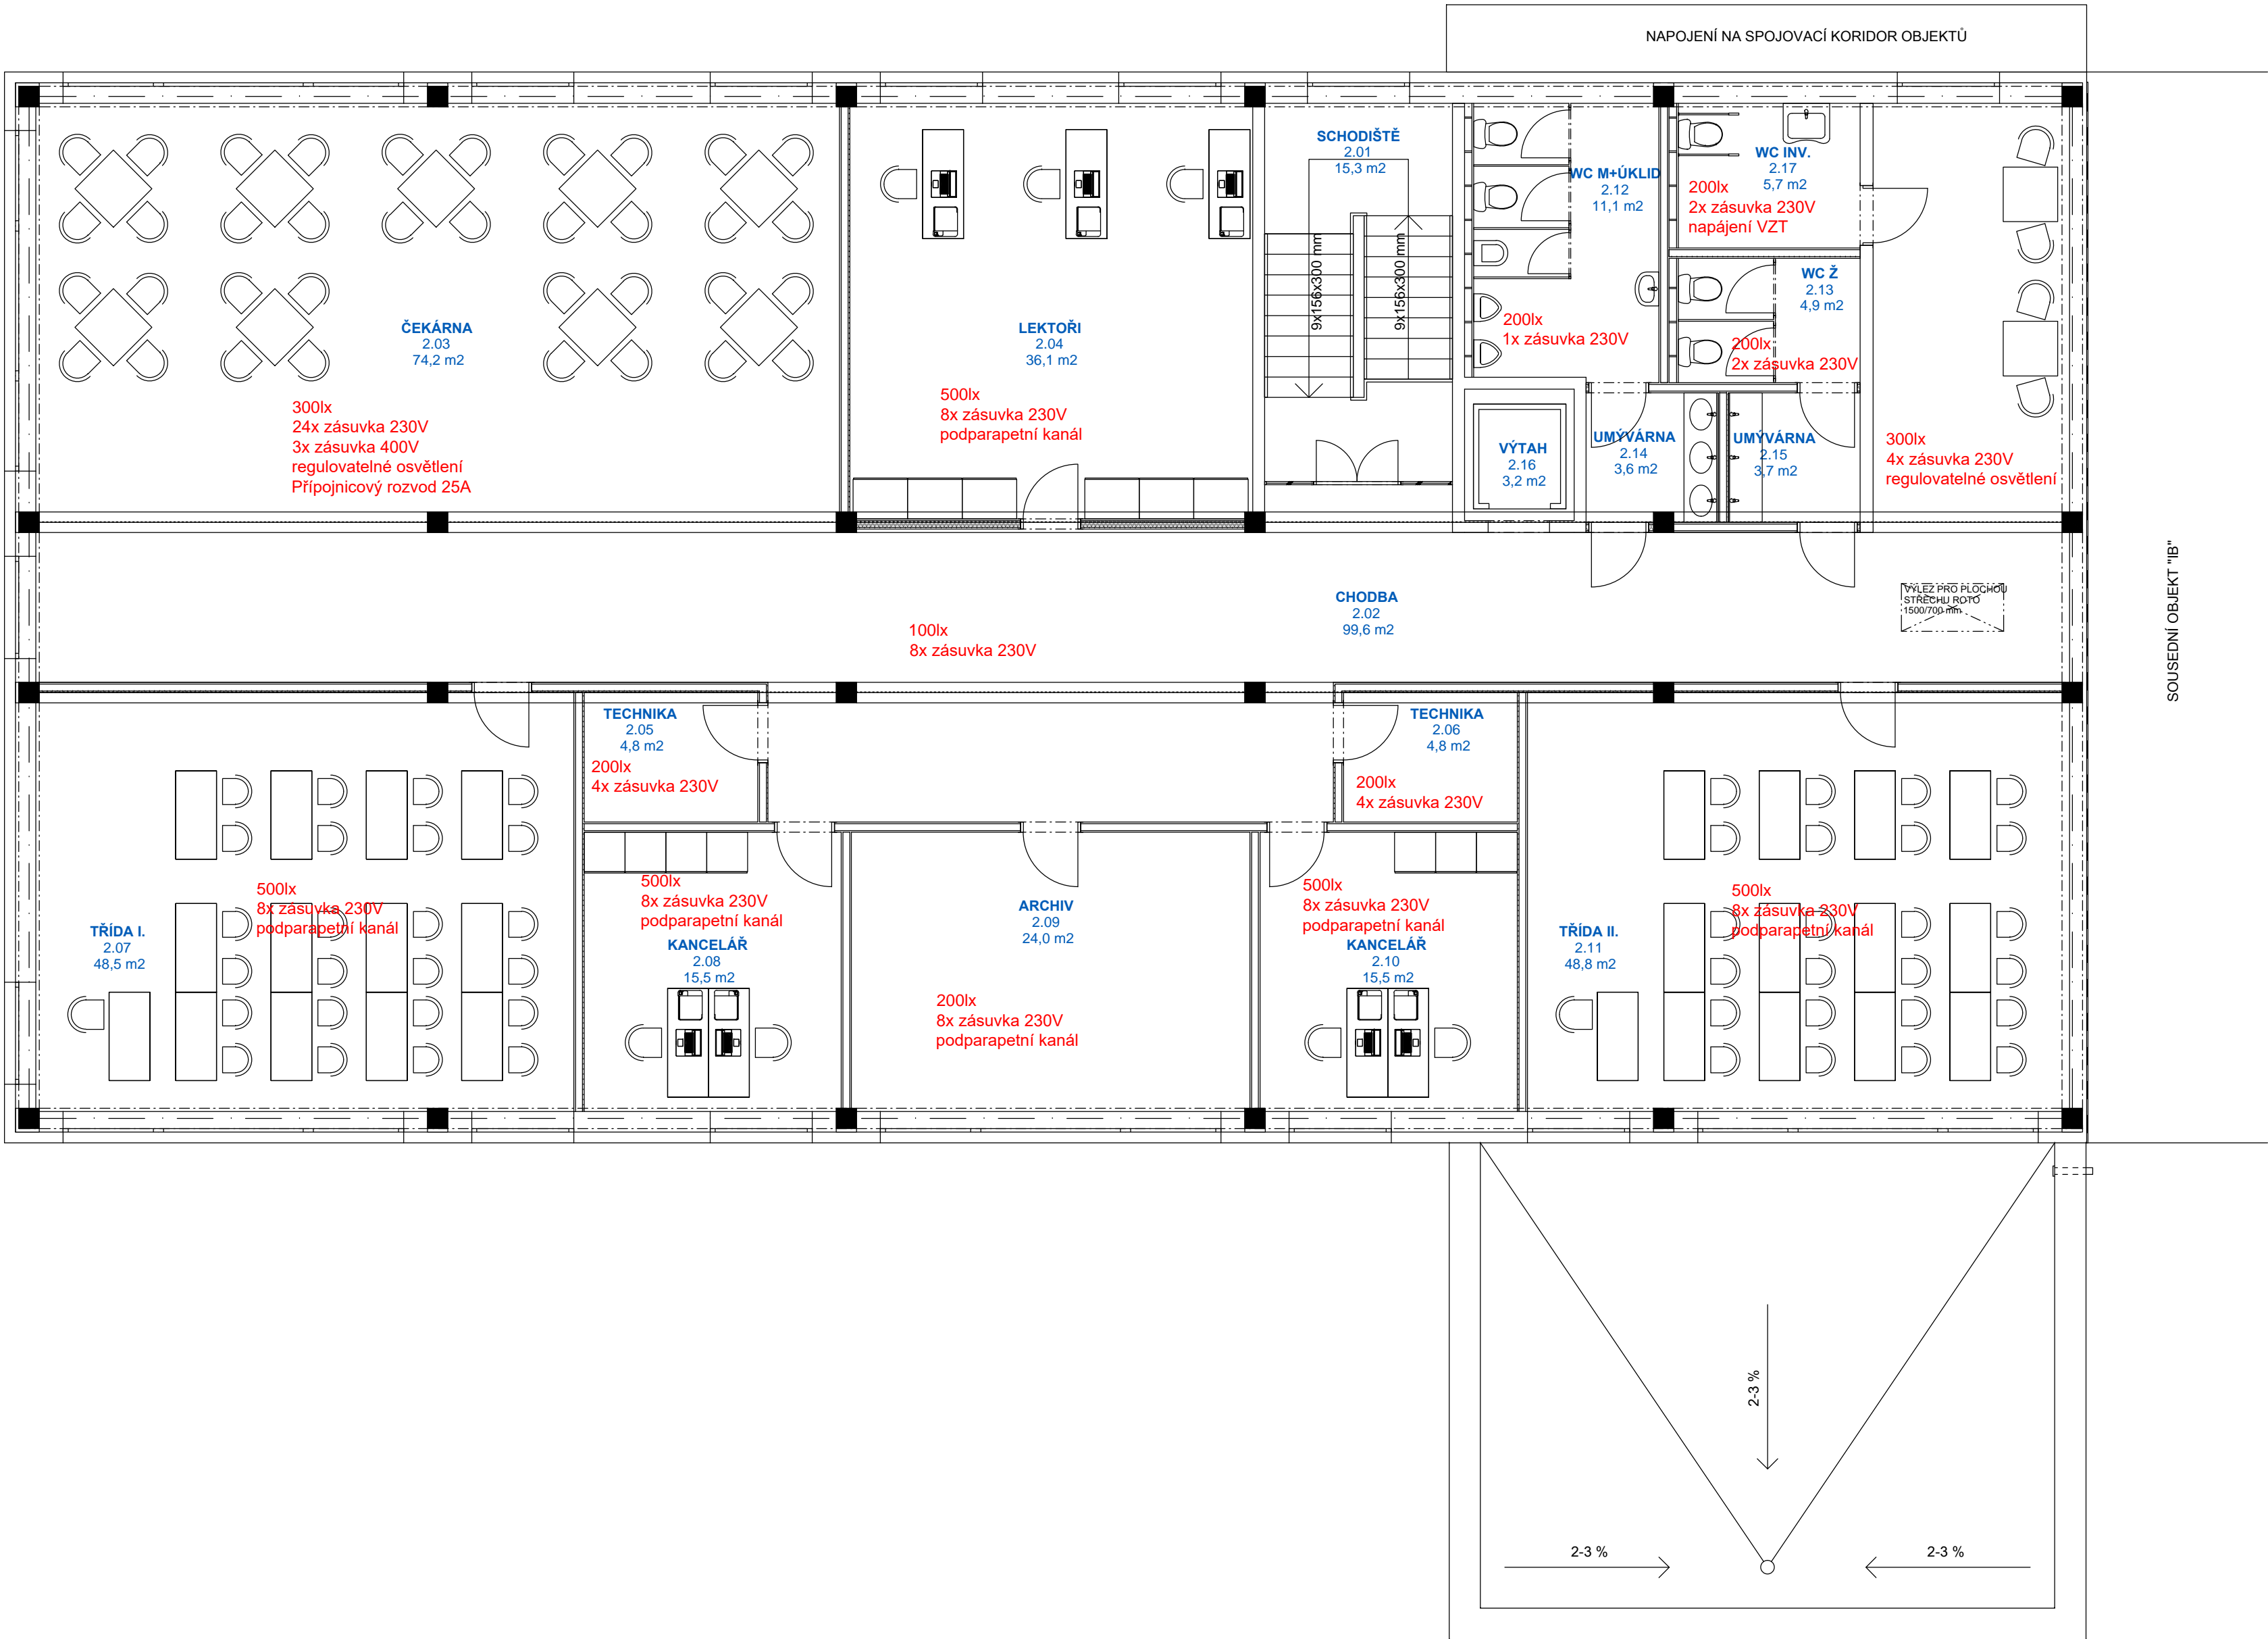 NAPOJENÍ NA SPOJOVACÍ KORIDOR OBJEKTŮ
SCHODIŠTĚ
2.01
15,3 m2
9x156x300 mm
9x156x300 mm
WC M+ÚKLID
2.12
11,1 m2
200lx
1x zásuvka 230V
WC INV.
2.17
5,7 m2
200lx
2x zásuvka 230V
napájení VZT
WC Ž
2.13
4,9 m2
200lx
2x zásuvka 230V
ČEKÁRNA
2.03
74,2 m2
300lx
24x zásuvka 230V
3x zásuvka 400V
regulovatelné osvětlení
Přípojnicový rozvod 25A
LEKTOŘI
2.04
36,1 m2
500lx
8x zásuvka 230V
podparapetní kanál
VÝTAH
2.16
3,2 m2
UMÝVÁRNA
2.14
3,6 m2
UMÝVÁRNA
2.15
3,7 m2
300lx
4x zásuvka 230V
regulovatelné osvětlení
CHODBA
2.02
99,6 m2
100lx
8x zásuvka 230V
VÝLEZ PRO PLOCHOU
STŘECHU ROTO
1500/700 mm
SOUSEDNÍ OBJEKT "IB"
TECHNIKA
2.05
4,8 m2
200lx
4x zásuvka 230V
TECHNIKA
2.06
4,8 m2
200lx
4x zásuvka 230V
TŘÍDA I.
2.07
48,5 m2
500lx
8x zásuvka 230V
podparapetní kanál
500lx
8x zásuvka 230V
podparapetní kanál
KANCELÁŘ
2.08
15,5 m2
ARCHIV
2.09
24,0 m2
200lx
8x zásuvka 230V
podparapetní kanál
500lx
8x zásuvka 230V
podparapetní kanál
KANCELÁŘ
2.10
15,5 m2
TŘÍDA II.
2.11
48,8 m2
500lx
8x zásuvka 230V
podparapetní kanál
2-3 %
2-3 %
2-3 %